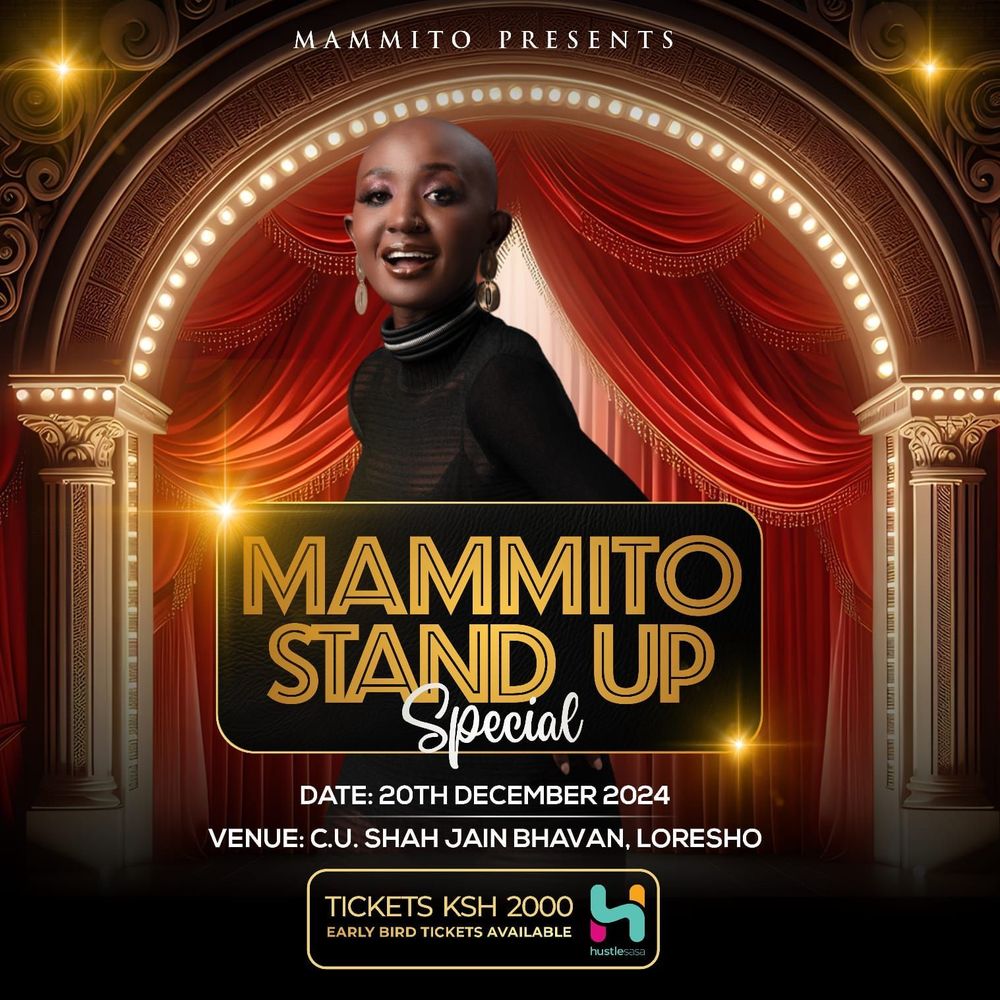 MAMMITO PRESENTS
MAMMITO
STAND UP
Special
DATE: 20TH DECEMBER 2024
VENUE: C.U. SHAH JAIN BHAVAN, LORESHO
TICKETS KSH 2000
EARLY BIRD TICKETS AVAILABLE
hustlesasa